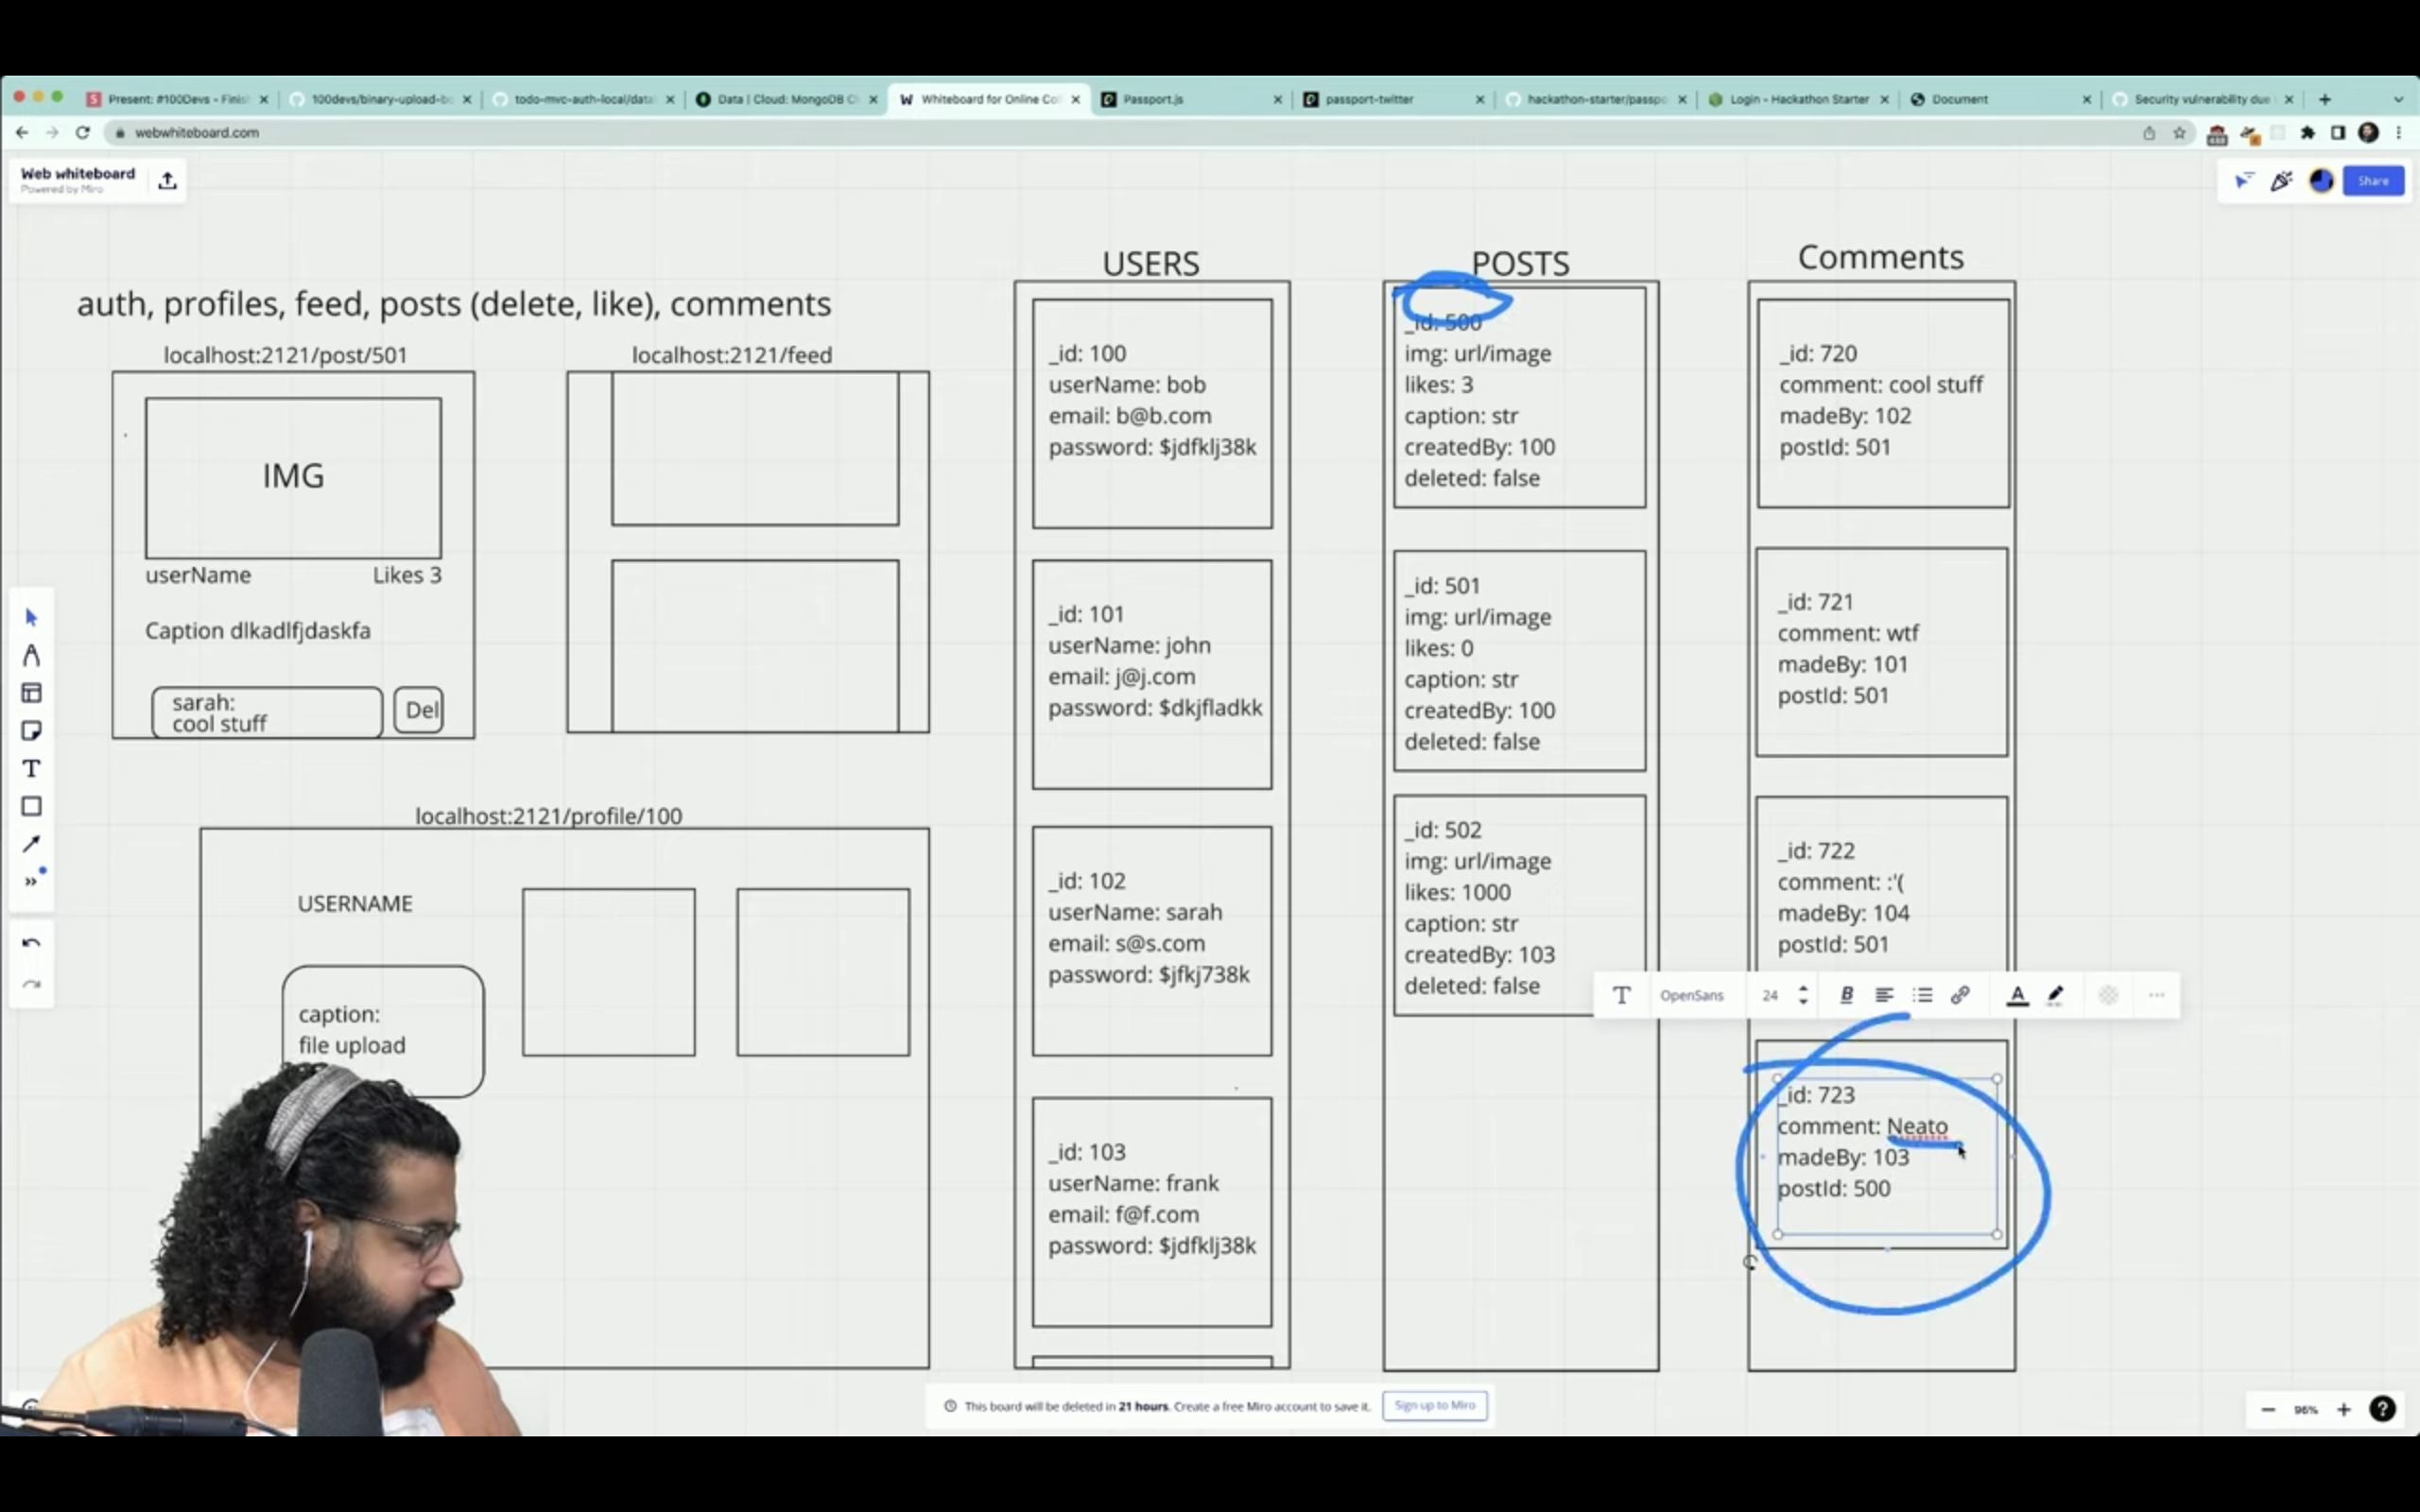 Present: #100Devs - Finis
100devs/binary-upload-bo
todo-mvc-auth-local/data
Data | Cloud: MongoDB Cl
Whiteboard for Online Col
Passport.js
passport-twitter
hackathon-starter/passpo
Login - Hackathon Starter
Document
Security vulnerability due
webwhiteboard.com
Web whiteboard
Powered by Miro
Share
auth, profiles, feed, posts (delete, like), comments
localhost:2121/post/501
IMG
userName
Likes 3
Caption dlkadlfjdaskfa
sarah:
cool stuff
Del
localhost:2121/feed
localhost:2121/profile/100
USERNAME
caption:
file upload
USERS
_id: 100
userName: bob
email: b@b.com
password: $jdfklj38k
_id: 101
userName: john
email: j@j.com
password: $dkjfladkk
_id: 102
userName: sarah
email: s@s.com
password: $jfkj738k
_id: 103
userName: frank
email: f@f.com
password: $jdfklj38k
POSTS
_id: 500
img: url/image
likes: 3
caption: str
createdBy: 100
deleted: false
_id: 501
img: url/image
likes: 0
caption: str
createdBy: 100
deleted: false
_id: 502
img: url/image
likes: 1000
caption: str
createdBy: 103
deleted: false
Comments
_id: 720
comment: cool stuff
madeBy: 102
postId: 501
_id: 721
comment: wtf
madeBy: 101
postId: 501
_id: 722
comment: :'(
madeBy: 104
postId: 501
OpenSans
24
_id: 723
comment: Neato
madeBy: 103
postId: 500
This board will be deleted in 21 hours. Create a free Miro account to save it.
Sign up to Miro
96%